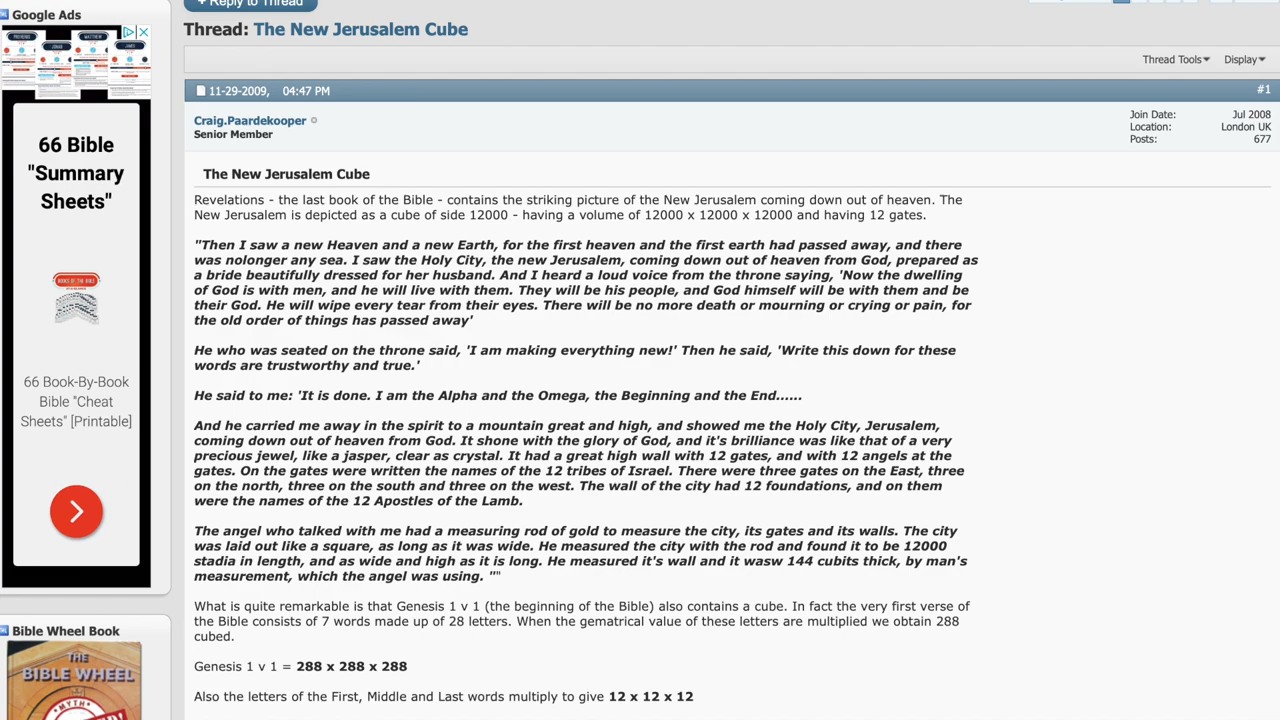 Google Ads
66 Bible
"Summary
Sheets"
BOOKS OF THE BIBLE
66 Book-By-Book
Bible "Cheat
Sheets" [Printable]
Bible Wheel Book
THE
BIBLE WHEEL
MYTH
+ Reply to Thread
Thread: The New Jerusalem Cube
Thread Tools Display
11-29-2009, 04:47 PM #1
Craig.Paardekooper
Senior Member
Join Date: Jul 2008
Location: London UK
Posts: 677
The New Jerusalem Cube
Revelations - the last book of the Bible - contains the striking picture of the New Jerusalem coming down out of heaven. The
New Jerusalem is depicted as a cube of side 12000 - having a volume of 12000 x 12000 x 12000 and having 12 gates.
"Then I saw a new Heaven and a new Earth, for the first heaven and the first earth had passed away, and there
was nolonger any sea. I saw the Holy City, the new Jerusalem, coming down out of heaven from God, prepared as
a bride beautifully dressed for her husband. And I heard a loud voice from the throne saying, 'Now the dwelling
of God is with men, and he will live with them. They will be his people, and God himself will be with them and be
their God. He will wipe every tear from their eyes. There will be no more death or mourning or crying or pain, for
the old order of things has passed away'
He who was seated on the throne said, 'I am making everything new!' Then he said, 'Write this down for these
words are trustworthy and true.'
He said to me: 'It is done. I am the Alpha and the Omega, the Beginning and the End......
And he carried me away in the spirit to a mountain great and high, and showed me the Holy City, Jerusalem,
coming down out of heaven from God. It shone with the glory of God, and it's brilliance was like that of a very
precious jewel, like a jasper, clear as crystal. It had a great high wall with 12 gates, and with 12 angels at the
gates. On the gates were written the names of the 12 tribes of Israel. There were three gates on the East, three
on the north, three on the south and three on the west. The wall of the city had 12 foundations, and on them
were the names of the 12 Apostles of the Lamb.
The angel who talked with me had a measuring rod of gold to measure the city, its gates and its walls. The city
was laid out like a square, as long as it was wide. He measured the city with the rod and found it to be 12000
stadia in length, and as wide and high as it is long. He measured it's wall and it wasw 144 cubits thick, by man's
measurement, which the angel was using. ""
What is quite remarkable is that Genesis 1 v 1 (the beginning of the Bible) also contains a cube. In fact the very first verse of
the Bible consists of 7 words made up of 28 letters. When the gematrical value of these letters are multiplied we obtain 288
cubed.
Genesis 1 v 1 = 288 x 288 x 288
Also the letters of the First, Middle and Last words multiply to give 12 x 12 x 12